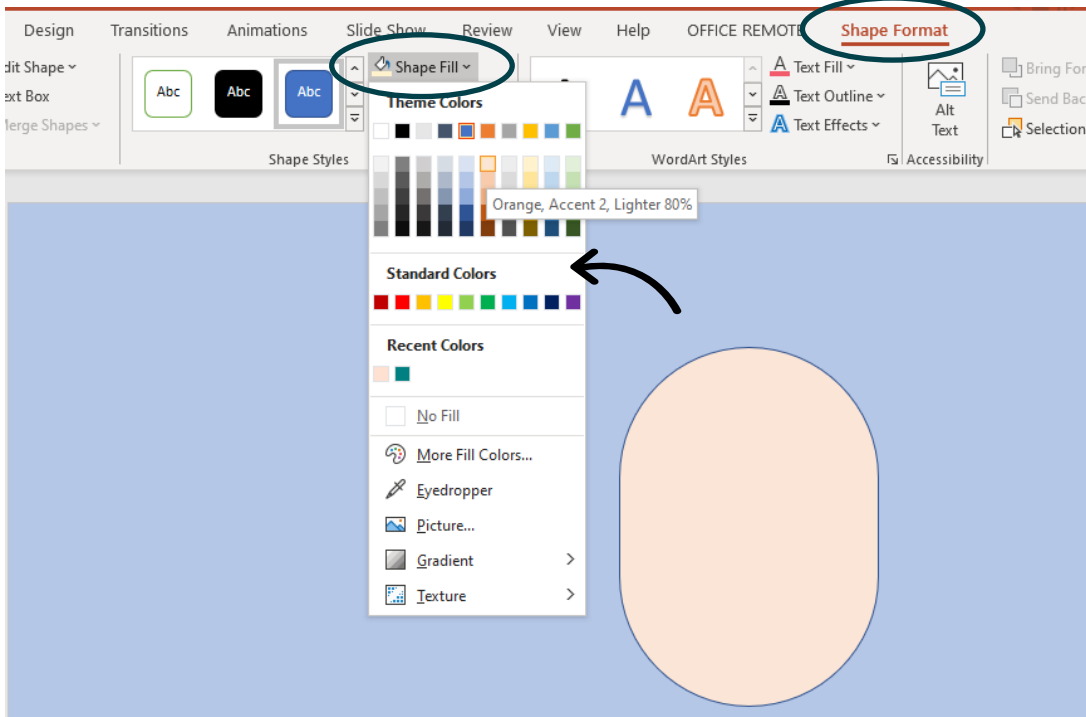 Design Transitions Animations Slide Show Review View Help OFFICE REMOTE Shape Format
dit Shape
ext Box
Merge Shapes
Abc Abc Abc
Shape Fill
Shape Styles
A A
Text Fill
Text Outline
Text Effects
WordArt Styles
Alt
Text
Accessibility
Bring For
Send Bac
Selection
Theme Colors
Orange, Accent 2, Lighter 80%
Standard Colors
Recent Colors
No Fill
More Fill Colors...
Eyedropper
Picture...
Gradient
Texture